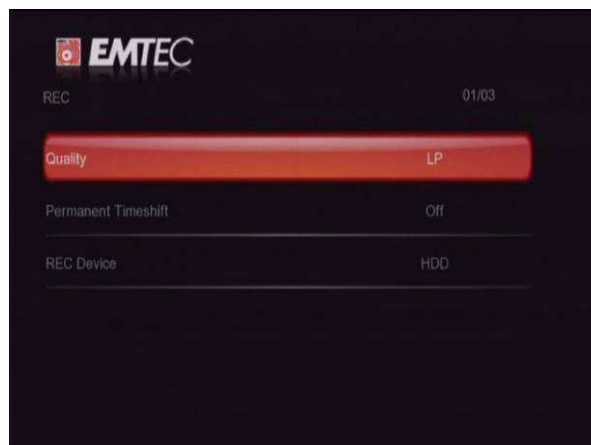 EMTEC
REC 01/03
Quality LP
Permanent Timeshift Off
REC Device HDD